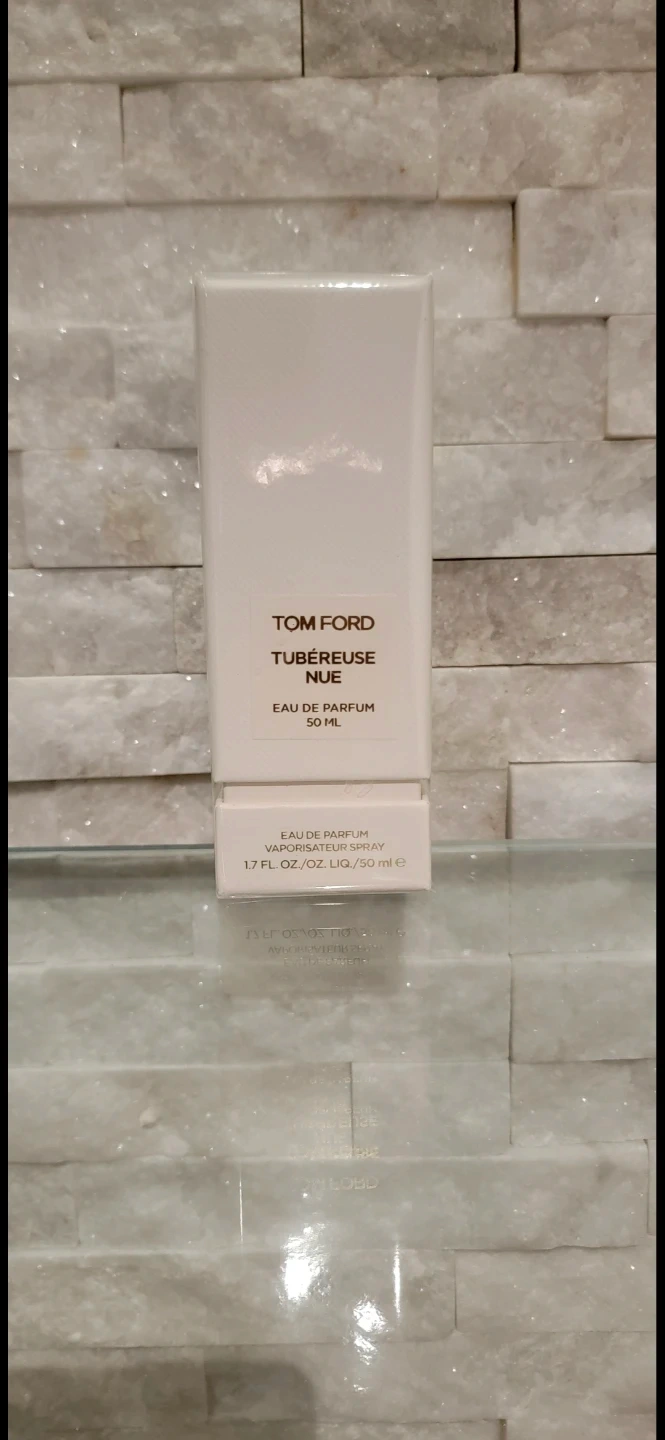 TOM FORD
TUBÉREUSE
NUE
EAU DE PARFUM
50 ML
EAU DE PARFUM
VAPORISATEUR SPRAY
1.7 FL. OZ./OZ. LIQ./50 ml ℮